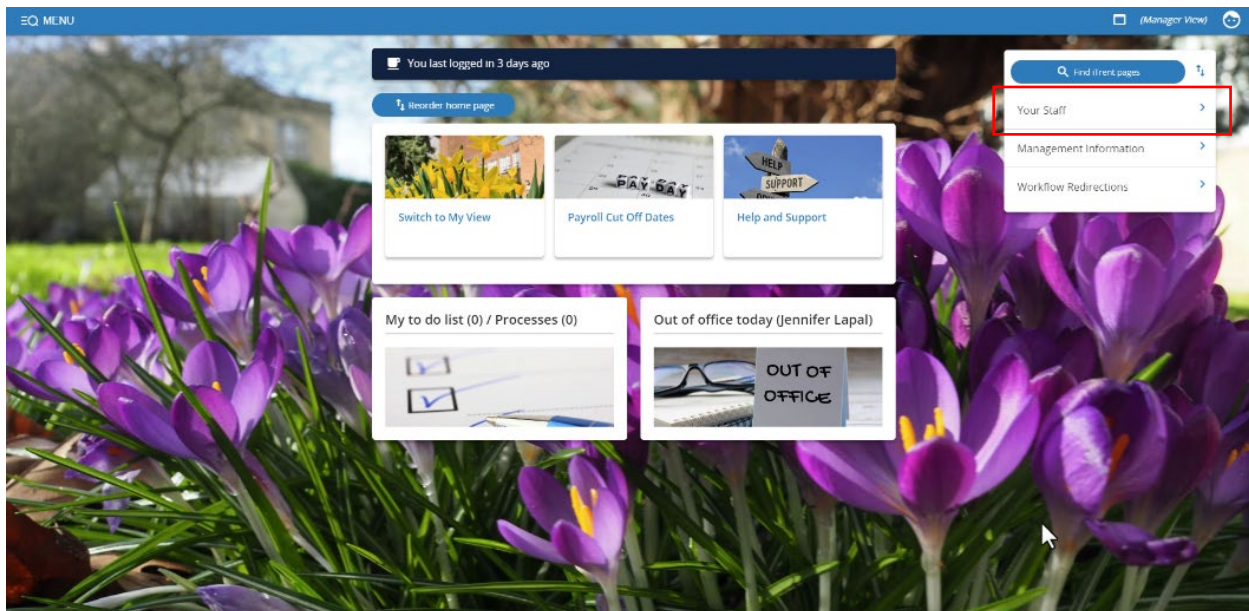 MENU
(Manager View)
You last logged in 3 days ago
Reorder home page
Find iTrent pages
Your Staff
Management Information
Workflow Redirections
PAY DAY
HELP
SUPPORT
Switch to My View
Payroll Cut Off Dates
Help and Support
My to do list (0) / Processes (0)
Out of office today (Jennifer Lapal)
OUT OF
OFFICE